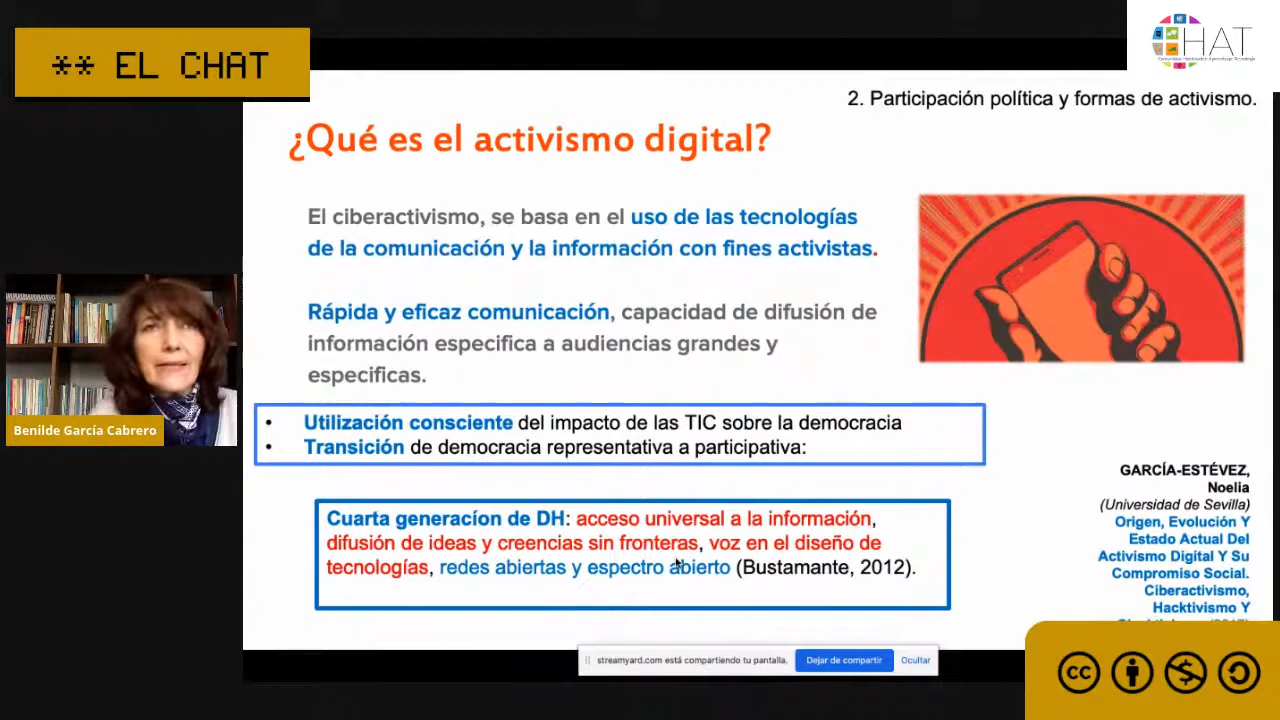 ** EL CHAT
HAT
2. Participación política y formas de activismo.
¿Qué es el activismo digital?
El ciberactivismo, se basa en el uso de las tecnologías
de la comunicación y la información con fines activistas.
Rápida y eficaz comunicación, capacidad de difusión de
información especifica a audiencias grandes y
especificas.
• Utilización consciente del impacto de las TIC sobre la democracia
• Transición de democracia representativa a participativa:
Cuarta generacíon de DH: acceso universal a la información,
difusión de ideas y creencias sin fronteras, voz en el diseño de
tecnologías, redes abiertas y espectro abierto (Bustamante, 2012).
GARCÍA-ESTÉVEZ,
Noelia
(Universidad de Sevilla)
Origen, Evolución Y
Estado Actual Del
Activismo Digital Y Su
Compromiso Social.
Ciberactivismo,
Hacktivismo Y
Benilde García Cabrero
streamyard.com está compartiendo tu pantalla.
Dejar de compartir
Ocultar
cc